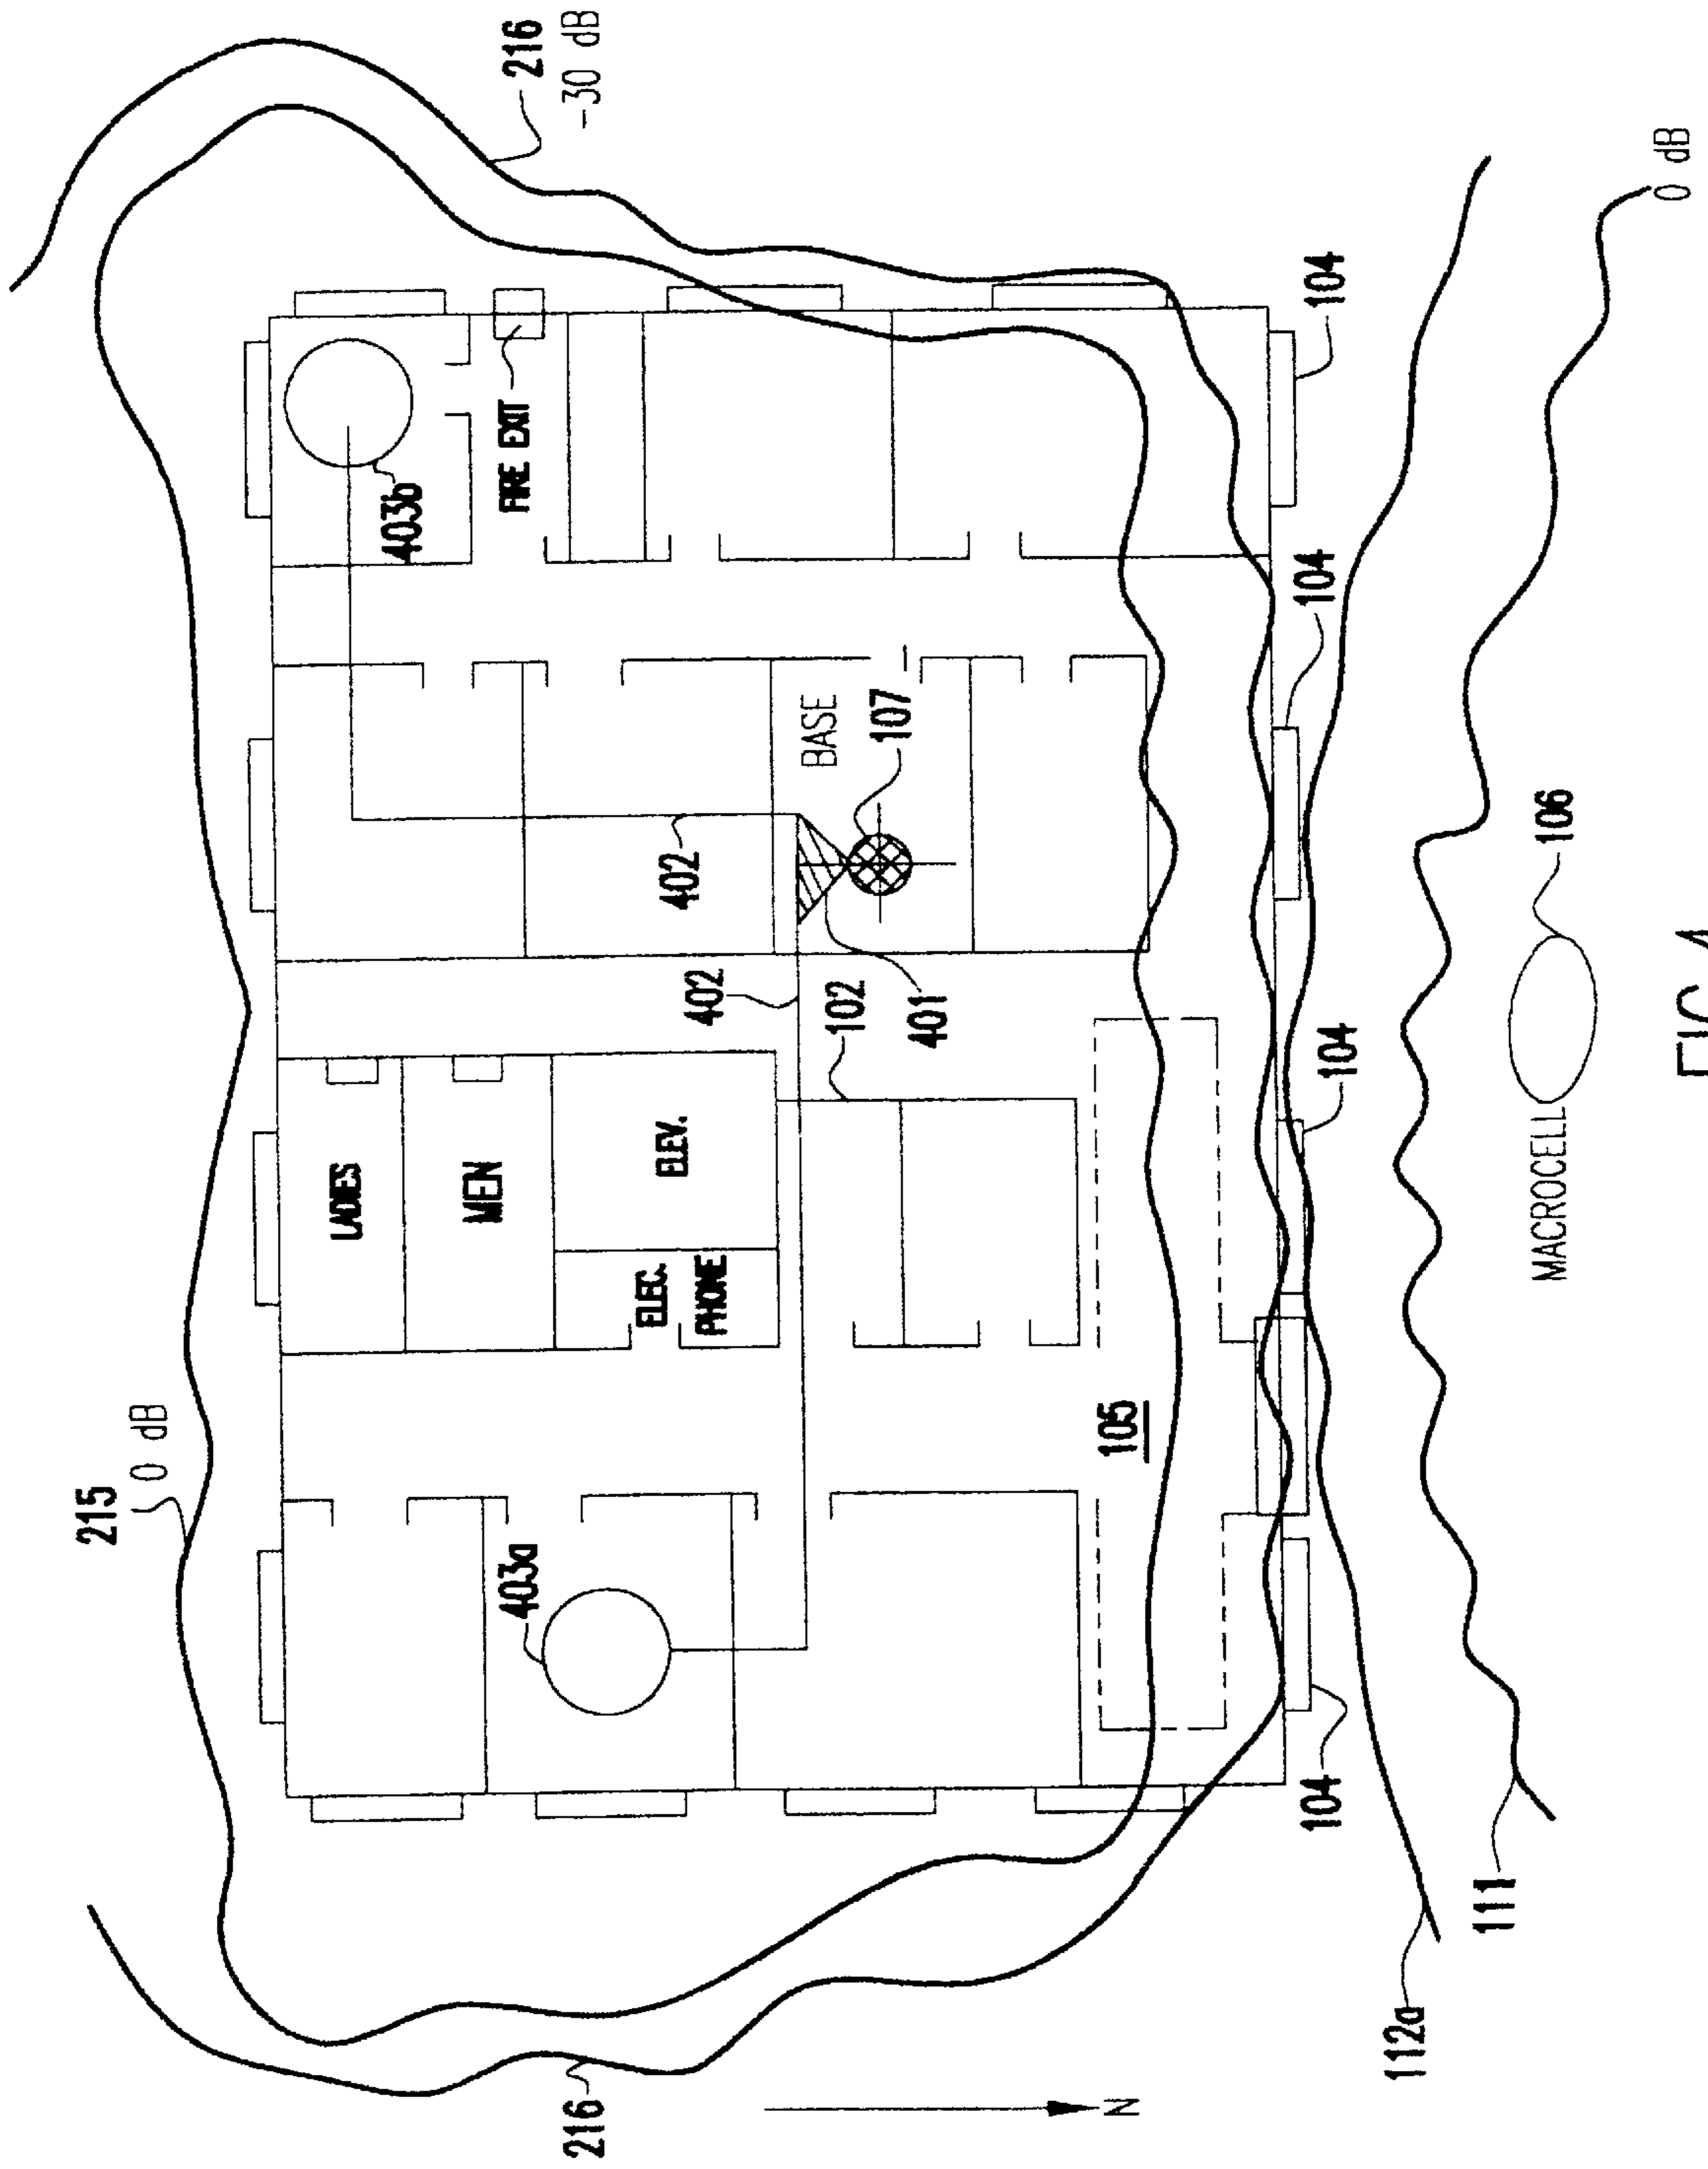 215
0 dB
LADIES
403b
MEN
403a
FIRE EXIT
216
-30 dB
216
ELEC.
ELEV.
402
PHONE
402
BASE
102
107
401
N
105
104
104
104
104
112a
111
MACROCELL
106
0 dB
FIG.4